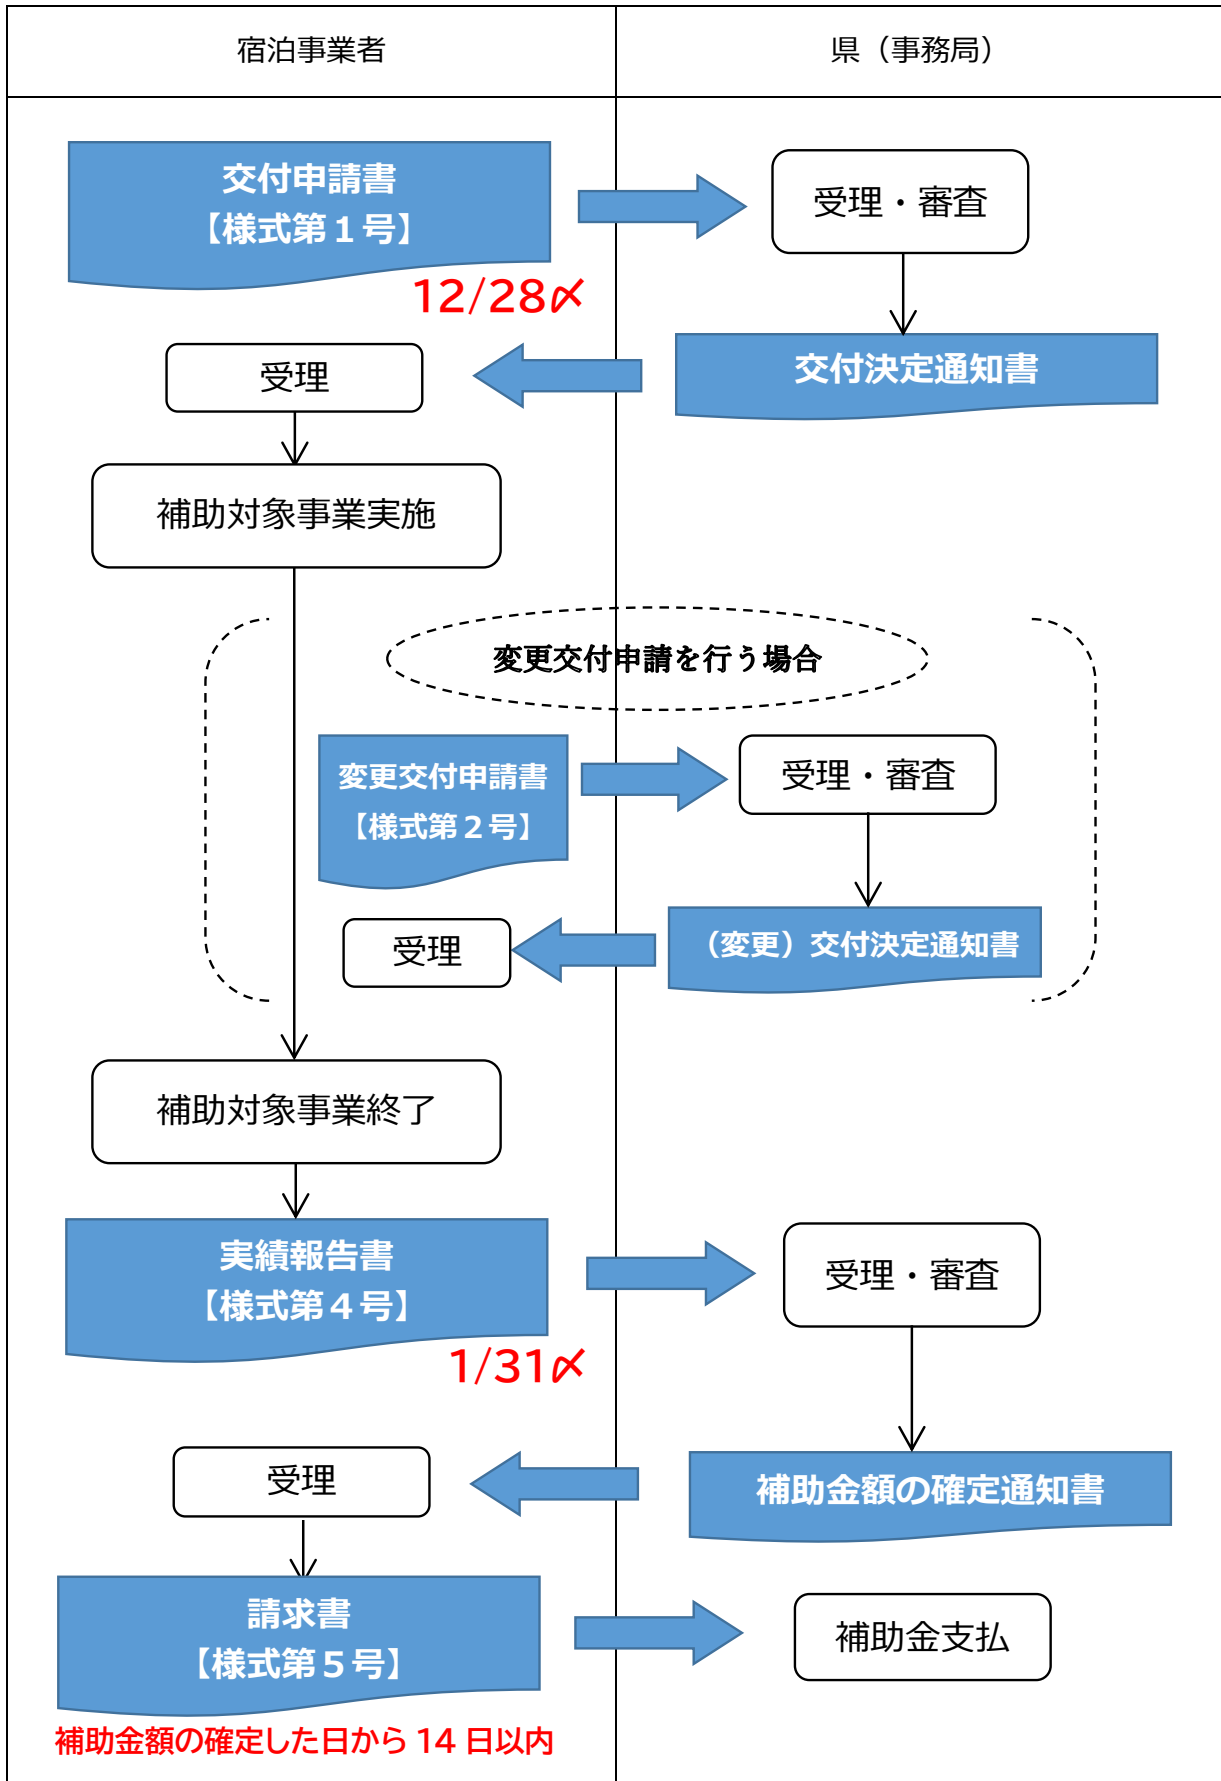 宿泊事業者
県（事務局）
交付申請書
【様式第１号】
12/28〆
受理・審査
交付決定通知書
受理
補助対象事業実施
変更交付申請を行う場合
変更交付申請書
【様式第２号】
受理・審査
（変更）交付決定通知書
受理
補助対象事業終了
実績報告書
【様式第４号】
1/31〆
受理・審査
補助金額の確定通知書
受理
請求書
【様式第５号】
補助金額の確定した日から 14 日以内
補助金支払